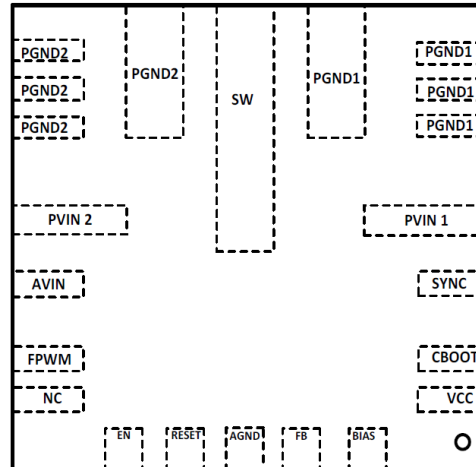 PGND2
PGND2
PGND2
PGND2
SW
PGND1
PGND1
PGND1
PGND1
PVIN 2
PVIN 1
AVIN
SYNC
FPWM
CBOOT
NC
VCC
EN
RESET
AGND
FB
BIAS